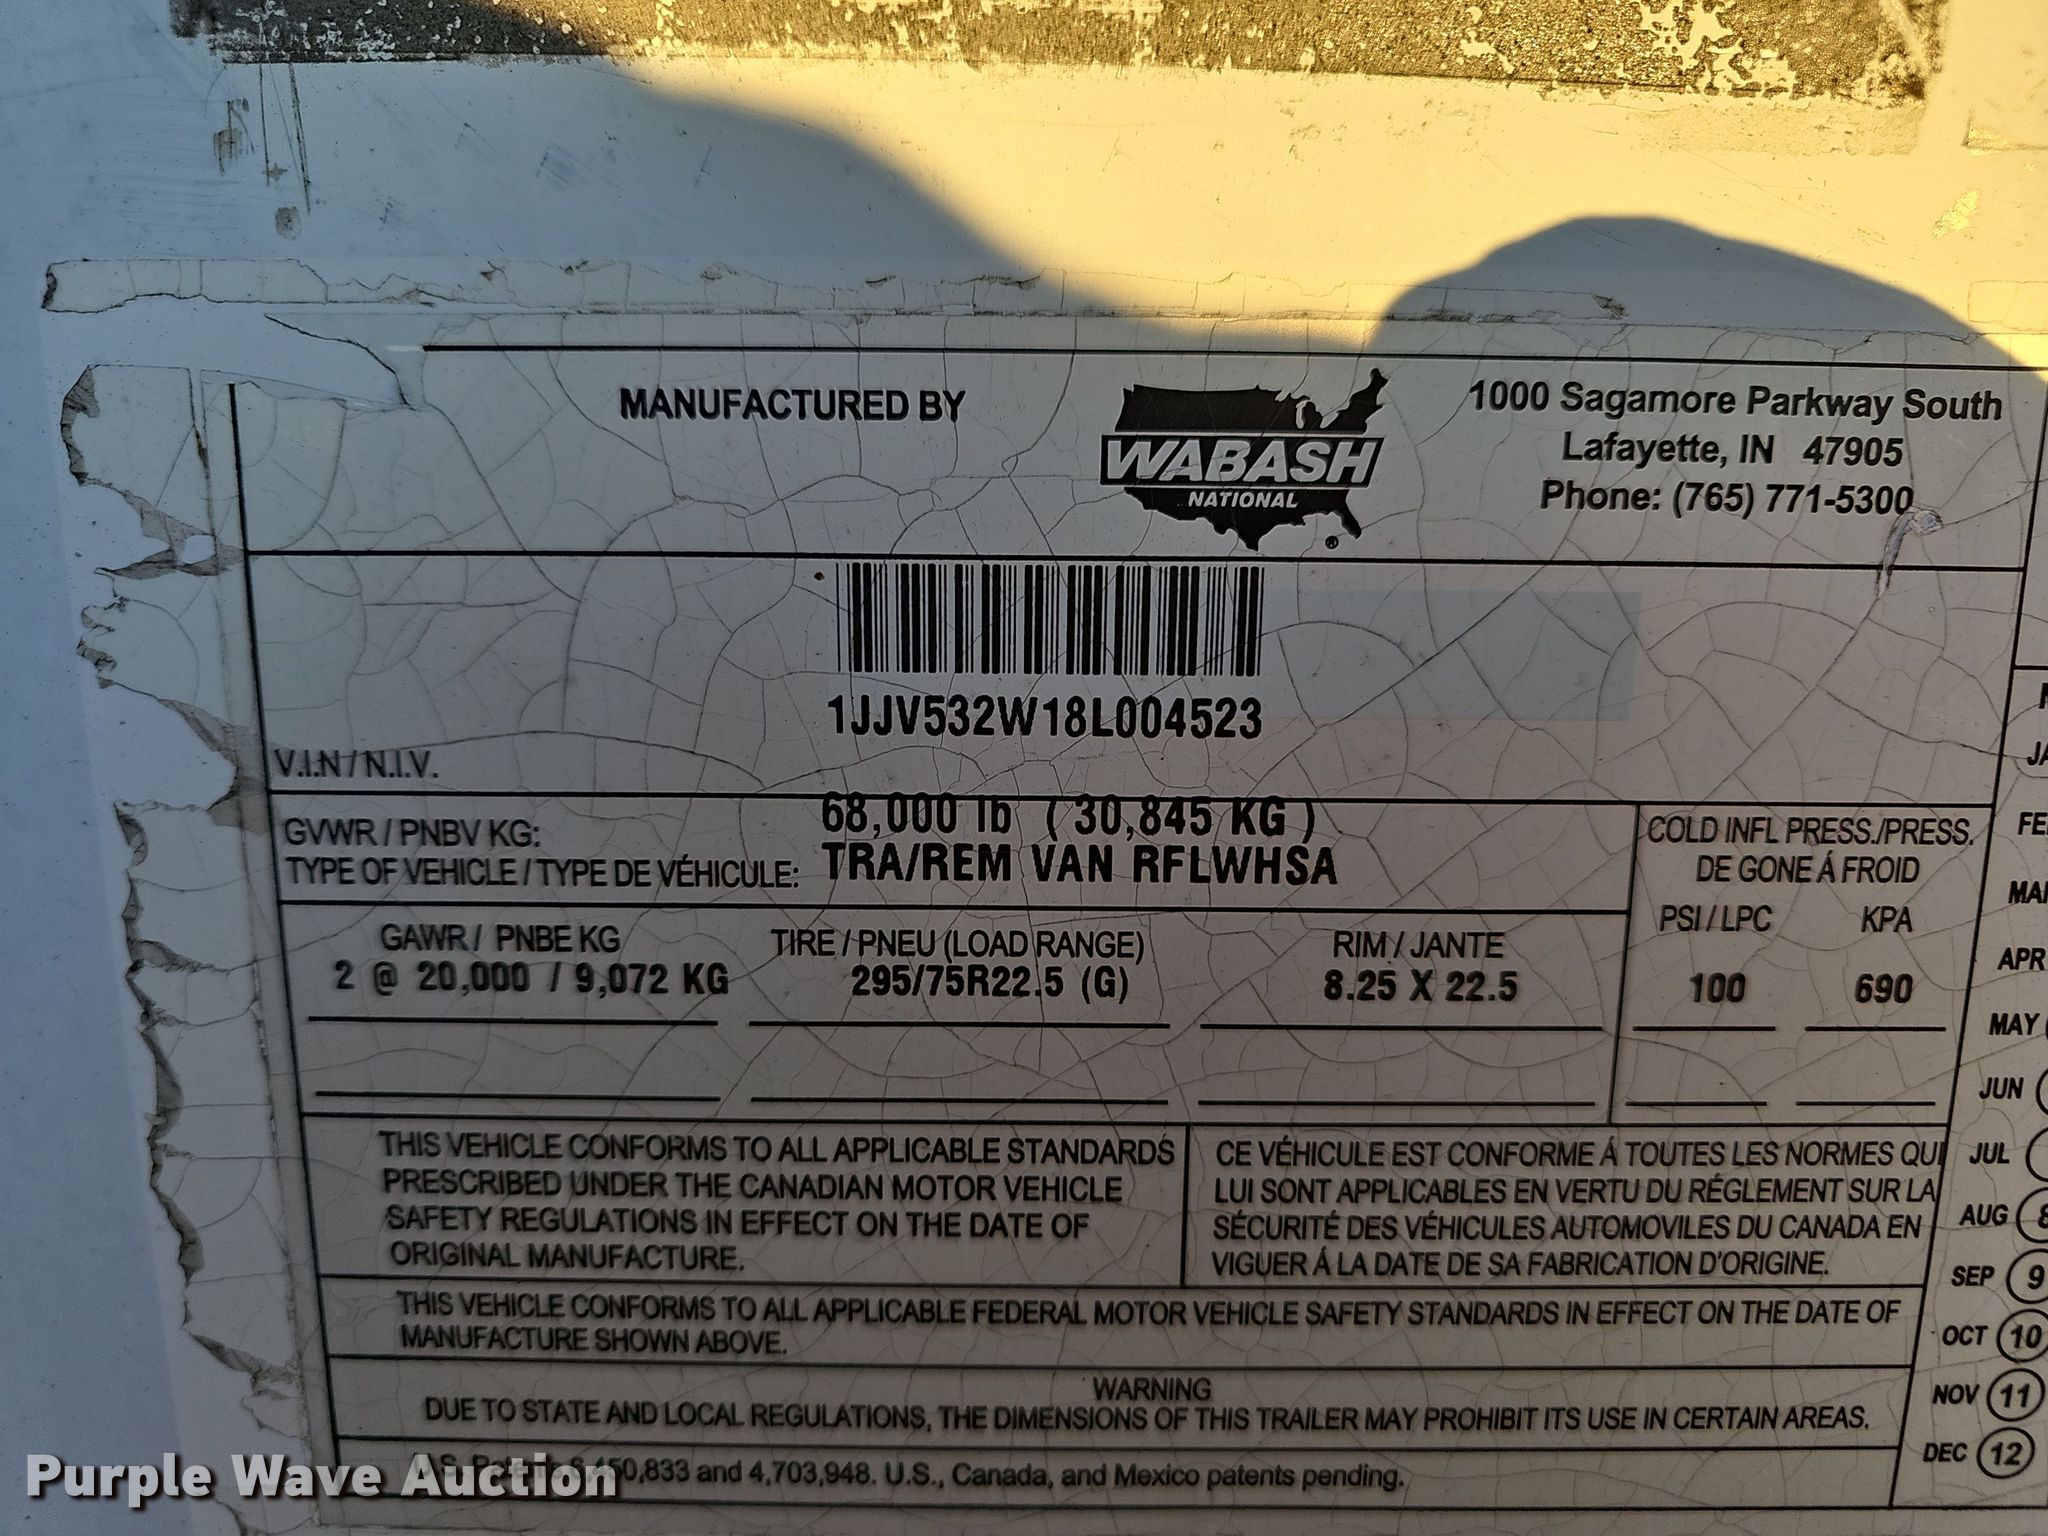 MANUFACTURED BY
WABASH
NATIONAL
®
1000 Sagamore Parkway South
Lafayette, IN 47905
Phone: (765) 771-5300
1JJV532W18L004523
V.I.N / N.I.V.
GVWR / PNBV KG: 68,000 lb ( 30,845 KG )
TYPE OF VEHICLE / TYPE DE VÉHICULE: TRA/REM VAN RFLWHSA
COLD INFL PRESS./PRESS.
DE GONE Á FROID
PSI / LPC KPA
100 690
GAWR / PNBE KG TIRE / PNEU (LOAD RANGE) RIM / JANTE
2 @ 20,000 / 9,072 KG 295/75R22.5 (G) 8.25 X 22.5
THIS VEHICLE CONFORMS TO ALL APPLICABLE STANDARDS
PRESCRIBED UNDER THE CANADIAN MOTOR VEHICLE
SAFETY REGULATIONS IN EFFECT ON THE DATE OF
ORIGINAL MANUFACTURE.
CE VÉHICULE EST CONFORME Á TOUTES LES NORMES QUI
LUI SONT APPLICABLES EN VERTU DU RÉGLEMENT SUR LA
SÉCURITÉ DES VÉHICULES AUTOMOVILES DU CANADA EN
VIGUER Á LA DATE DE SA FABRICATION D'ORIGINE.
THIS VEHICLE CONFORMS TO ALL APPLICABLE FEDERAL MOTOR VEHICLE SAFETY STANDARDS IN EFFECT ON THE DATE OF
MANUFACTURE SHOWN ABOVE.
WARNING
DUE TO STATE AND LOCAL REGULATIONS, THE DIMENSIONS OF THIS TRAILER MAY PROHIBIT ITS USE IN CERTAIN AREAS.
and 4,703,948. U.S., Canada, and Mexico patents pending.
APR
MAY
JUN
JUL
AUG 8
SEP 9
OCT 10
NOV 11
DEC 12
Purple Wave Auction